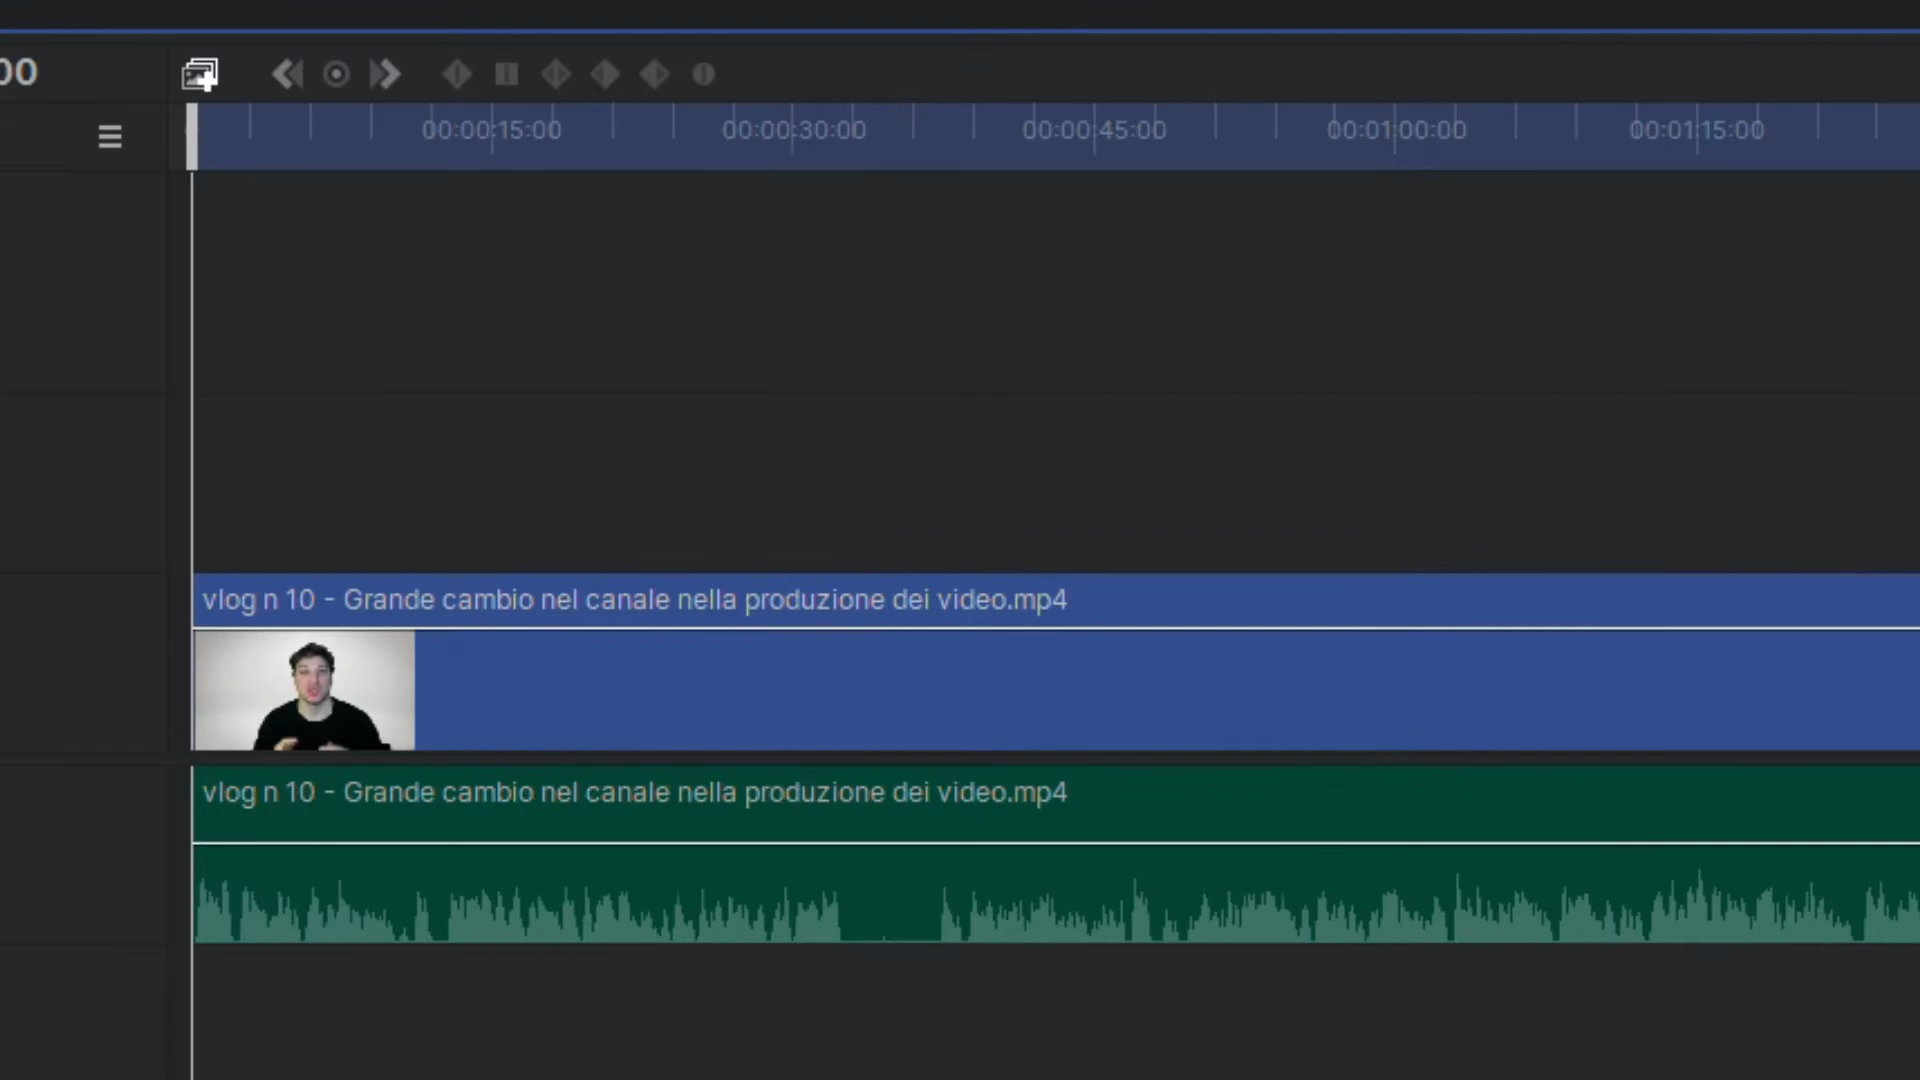 00
00:00:15:00 00:00:30:00 00:00:45:00 00:01:00:00 00:01:15:00
vlog n 10 - Grande cambio nel canale nella produzione dei video.mp4
vlog n 10 - Grande cambio nel canale nella produzione dei video.mp4